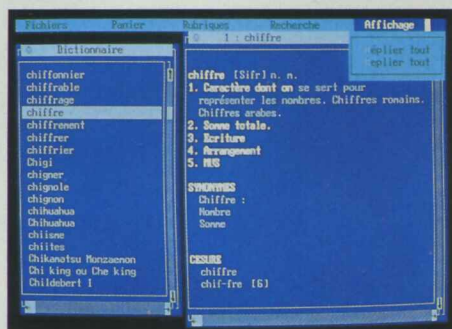 Fichiers Panier Rubriques Recherche Affichage
Dictionnaire
1 : chiffre
éplier tout
eplier tout
chiffonnier
chiffrable
chiffrage
chiffre
chiffrement
chiffrer
chiffrier
Chigi
chigner
chignole
chignon
chihuahua
Chihuahua
chiisme
chiites
Chikamatsu Monzaemon
Chi king ou Che king
Childebert I
chiffre [Sifr] n. m.
1. Caractère dont on se sert pour
représenter les nombres. Chiffres romains.
Chiffres arabes.
2. Somme totale.
3. Ecriture
4. Arrangement
5. MUS
SYNONYMES
Chiffre :
Nombre
Somme
CESURE
chiffre
chif-fre [6]